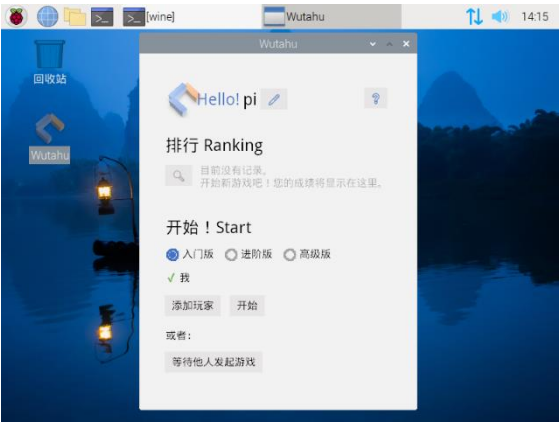 [wine]
Wutahu
14:15
回收站
Wutahu
Wutahu
Hello! pi
排行 Ranking
目前没有记录。
开始新游戏吧！您的成绩将显示在这里。
开始！Start
入门版 进阶版 高级版
√ 我
添加玩家 开始
或者:
等待他人发起游戏